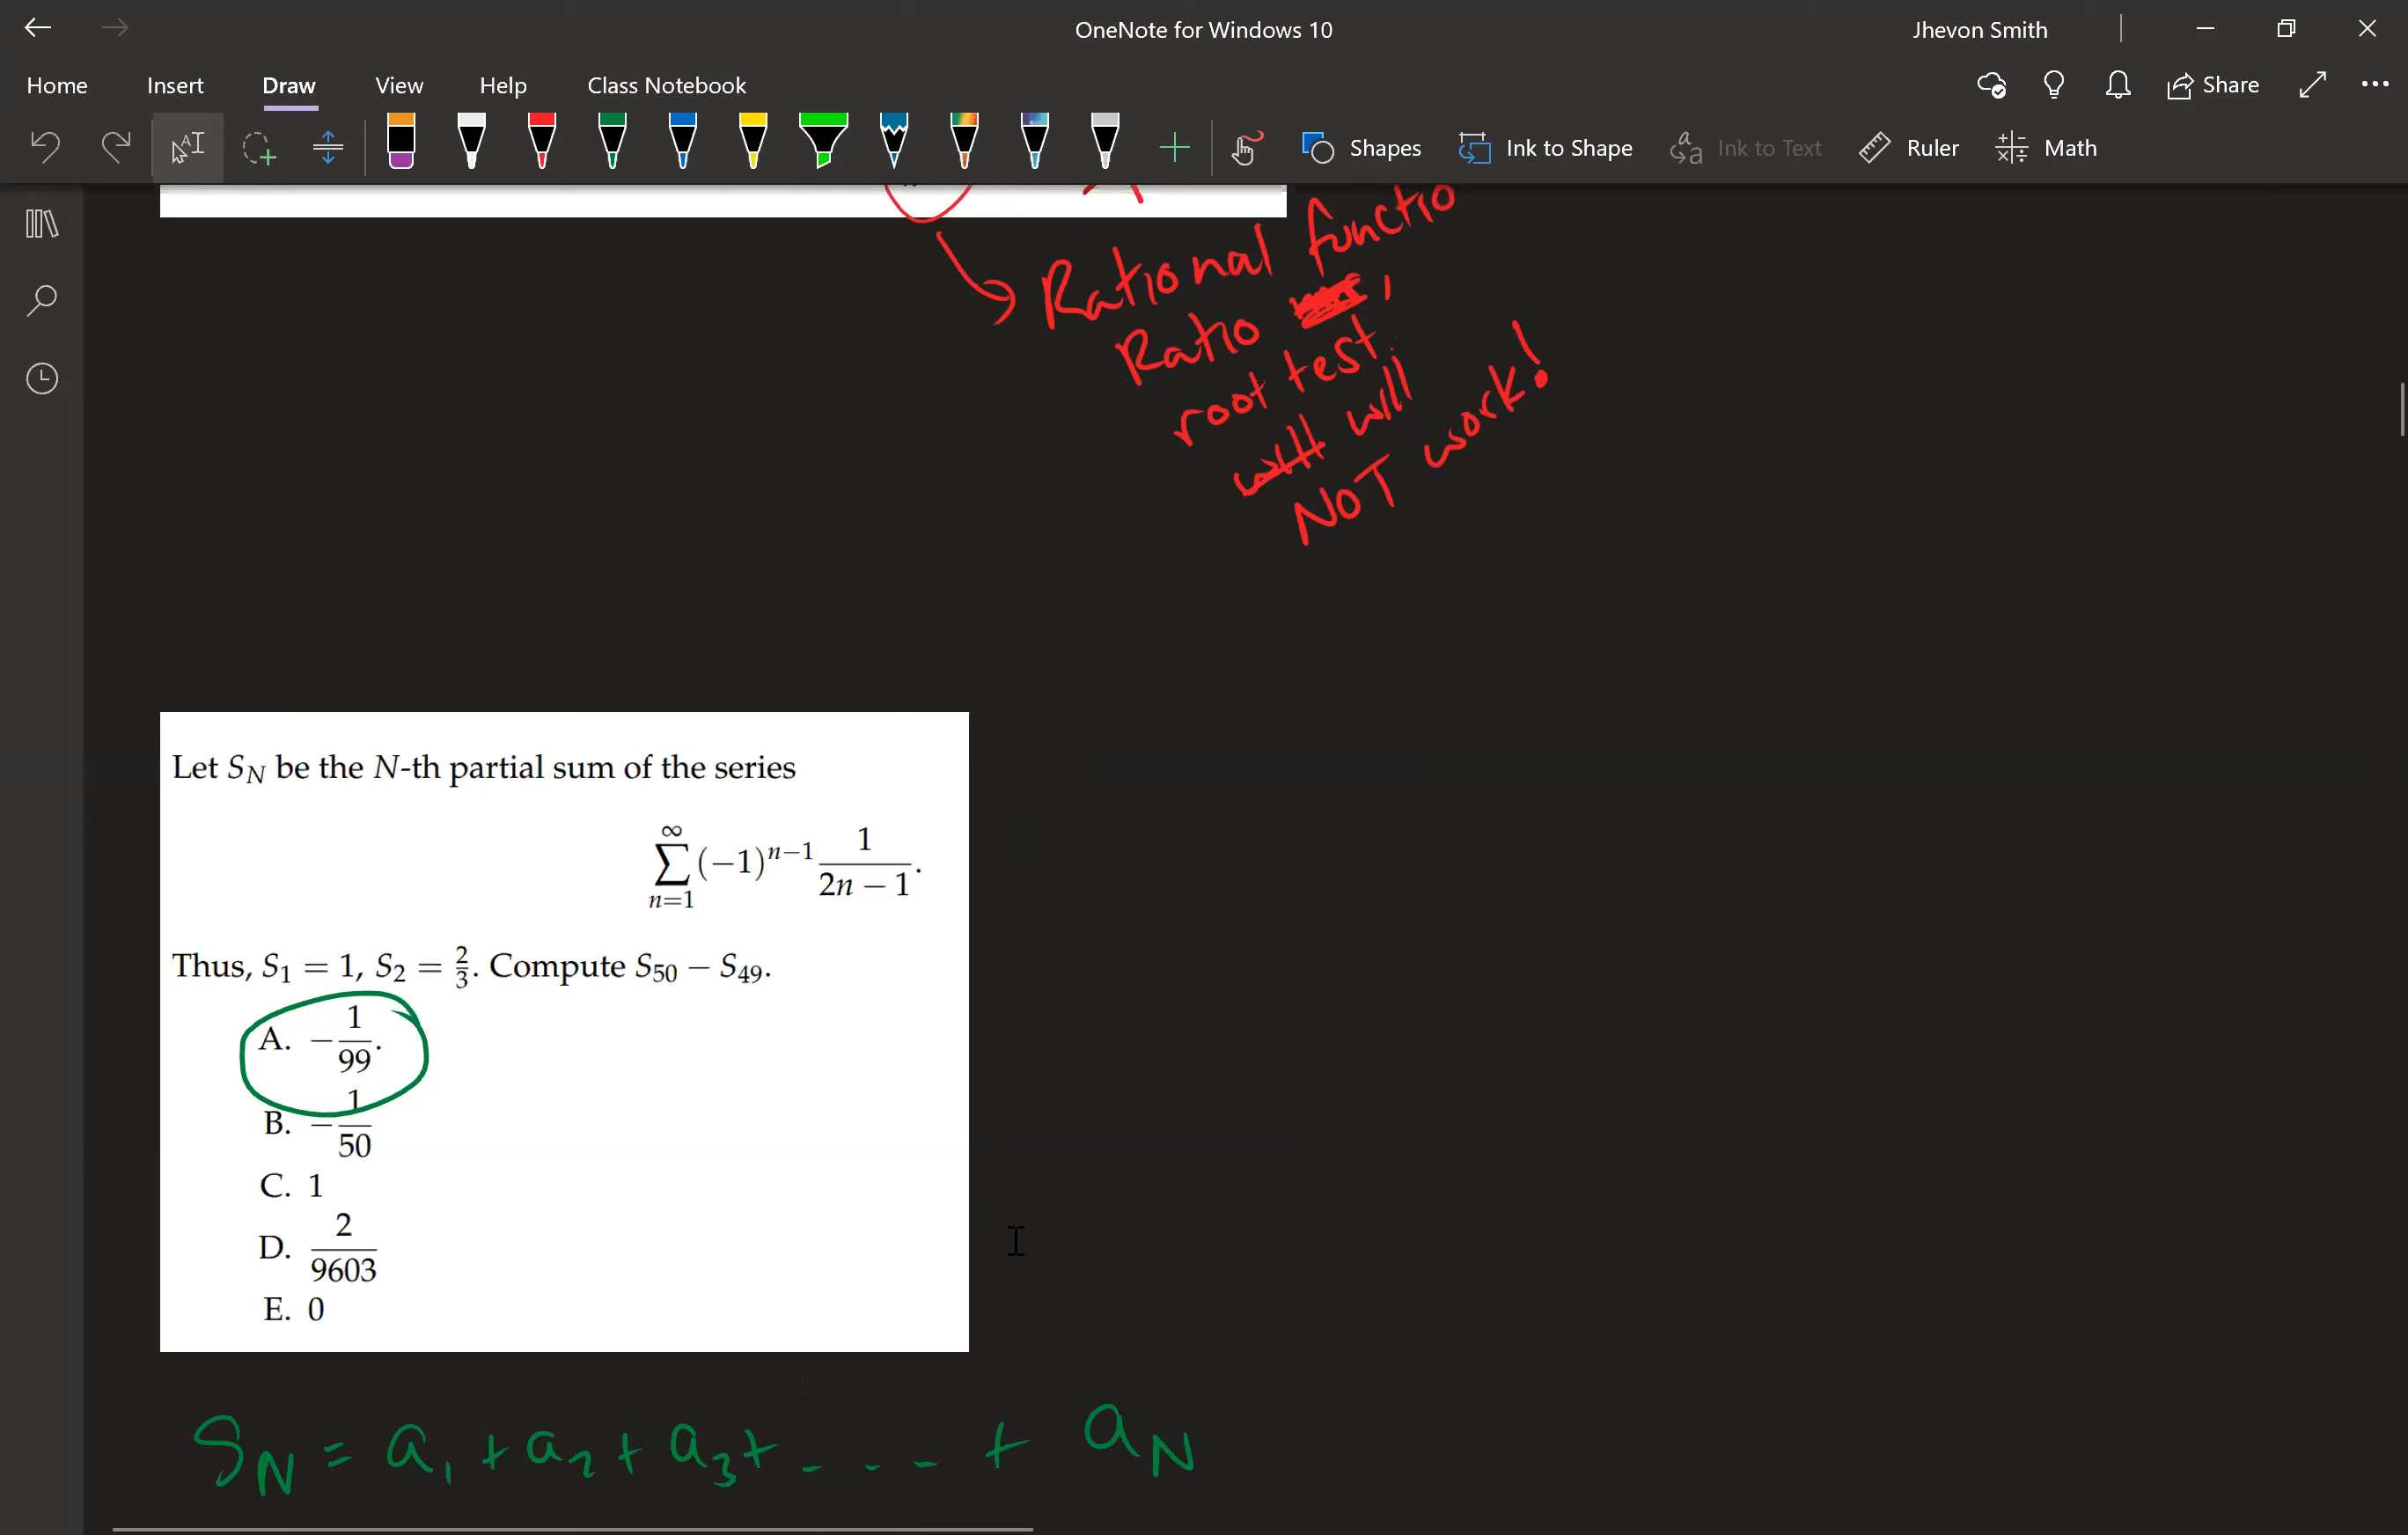 OneNote for Windows 10
Jhevon Smith
Home Insert Draw View Help Class Notebook
Share
Shapes Ink to Shape Ink to Text Ruler Math
Rational functio
Ratio ,
root test
will
NOT work!
Let S_N be the N-th partial sum of the series
∑_{n=1}^{∞} (−1)^{n−1} 1/(2n − 1).
Thus, S_1 = 1, S_2 = 2/3. Compute S_50 − S_49.
A. −1/99.
B. −1/50
C. 1
D. 2/9603
E. 0
S_N = a_1 + a_2 + a_3 + . . . . + a_N